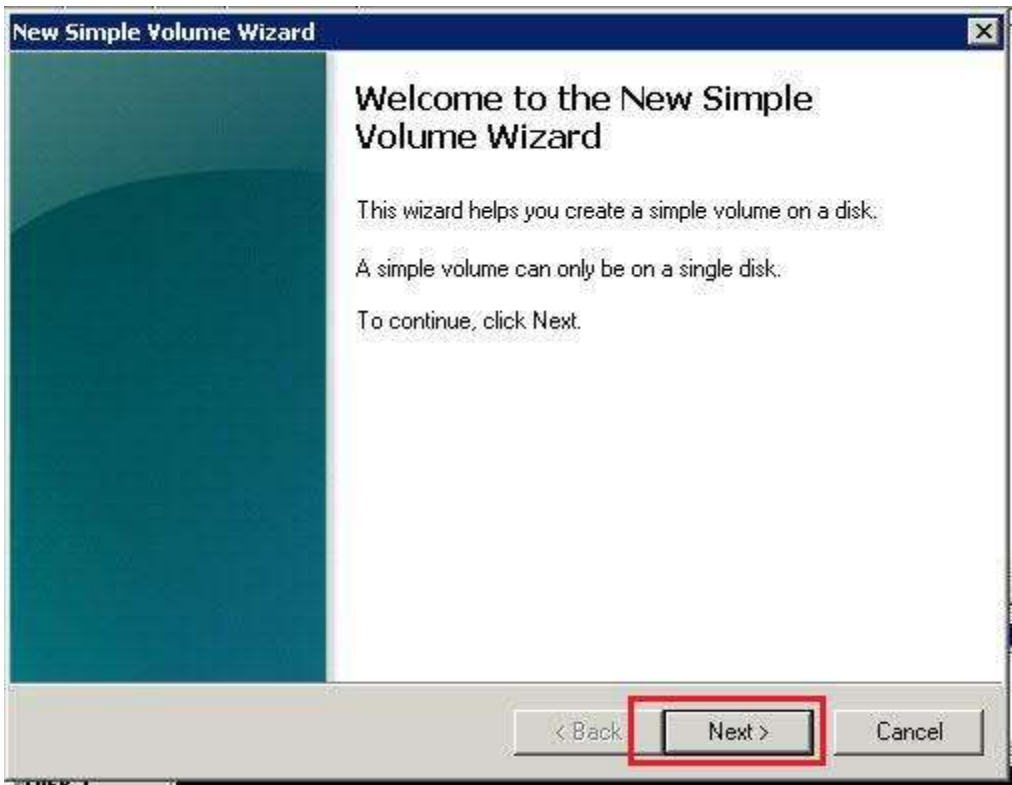 New Simple Volume Wizard
Welcome to the New Simple
Volume Wizard
This wizard helps you create a simple volume on a disk.
A simple volume can only be on a single disk.
To continue, click Next.
< Back
Next >
Cancel